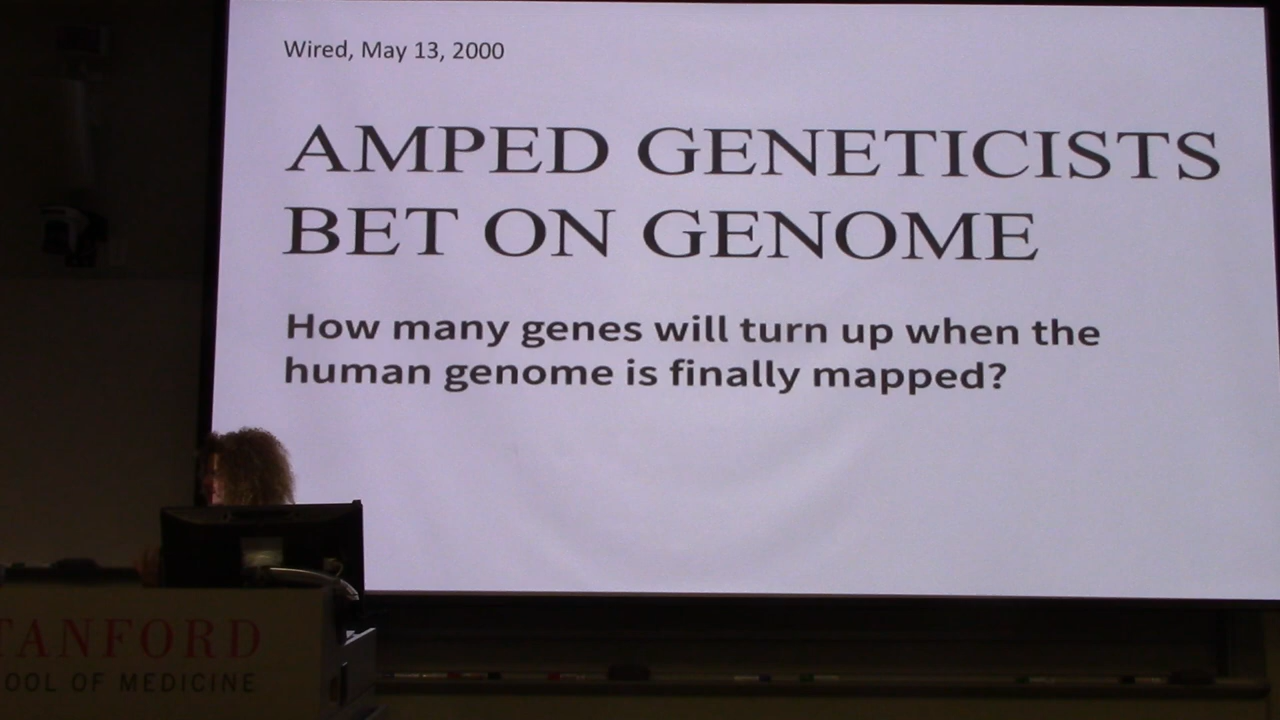 Wired, May 13, 2000
AMPED GENETICISTS
BET ON GENOME
How many genes will turn up when the
human genome is finally mapped?
TANFORD
OOL OF MEDICINE